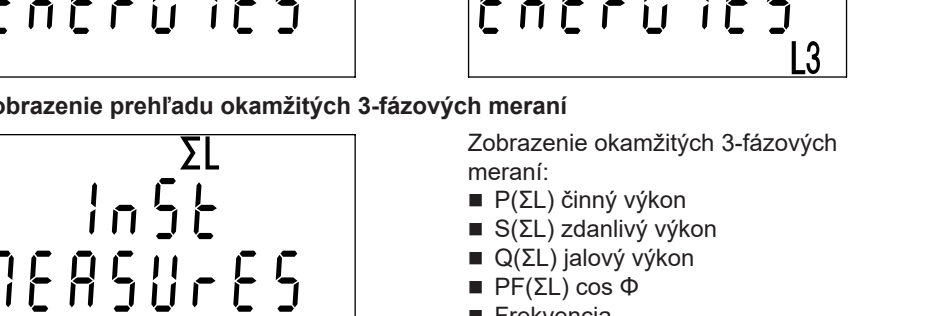 EnErGIES
EnErGIES
L3
obrazenie prehľadu okamžitých 3-fázových meraní
ΣL
InSt
MEASUrES
Zobrazenie okamžitých 3-fázových
meraní:
■ P(ΣL) činný výkon
■ S(ΣL) zdanlivý výkon
■ Q(ΣL) jalový výkon
■ PF(ΣL) cos Φ
■ Frekvencia